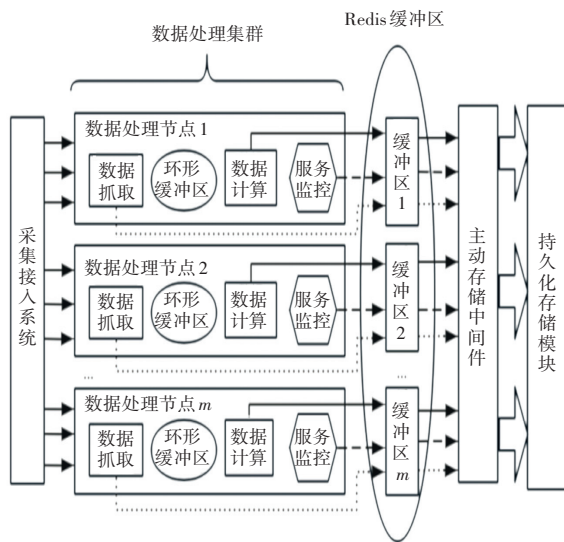 数据处理集群
Redis缓冲区
采集接入系统
数据处理节点1
数据
抓取
环形
缓冲区
数据
计算
服务
监控
缓冲区1
数据处理节点2
数据
抓取
环形
缓冲区
数据
计算
服务
监控
缓冲区2
...
...
数据处理节点m
数据
抓取
环形
缓冲区
数据
计算
服务
监控
缓冲区m
主动存储中间件
持久化存储模块